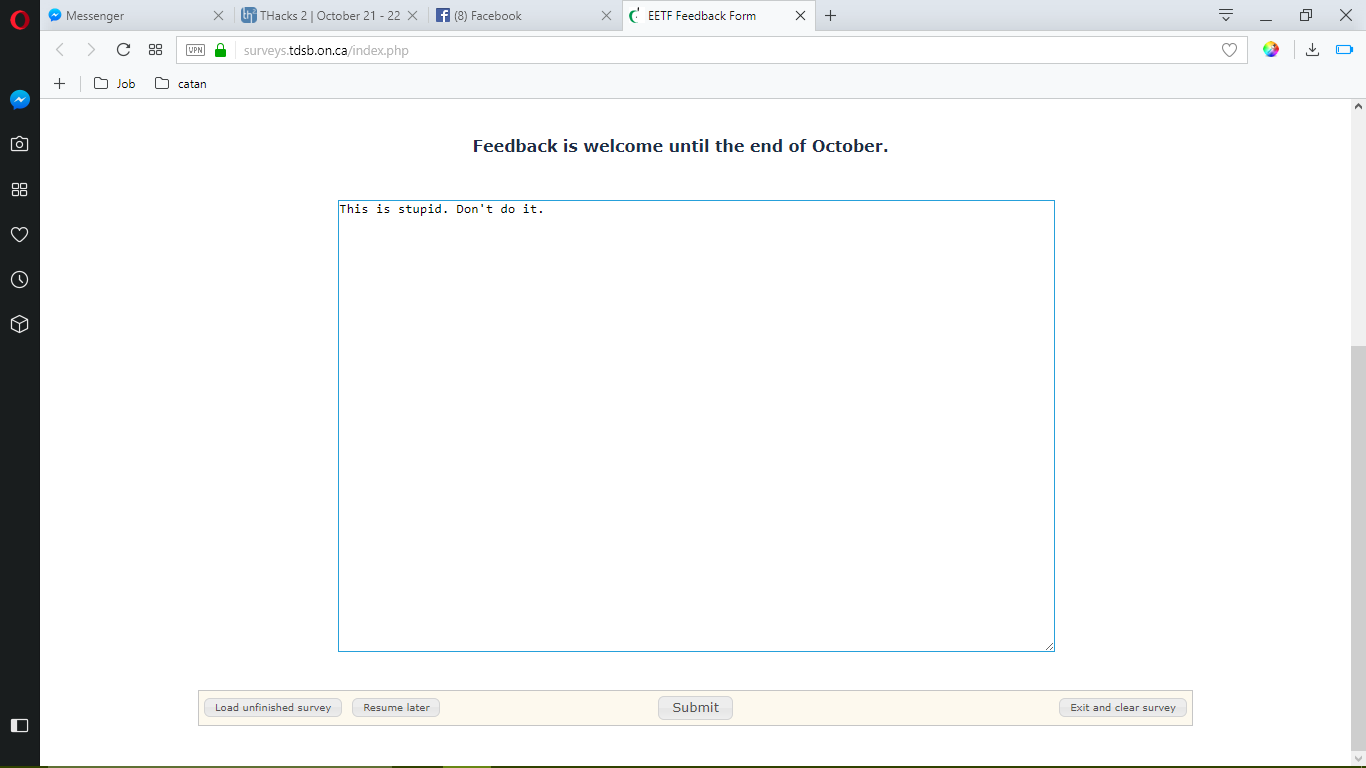 Messenger
THacks 2 | October 21 - 22
(8) Facebook
EETF Feedback Form
VPN
surveys.tdsb.on.ca/index.php
Job
catan
Feedback is welcome until the end of October.
This is stupid. Don't do it.
Load unfinished survey
Resume later
Submit
Exit and clear survey